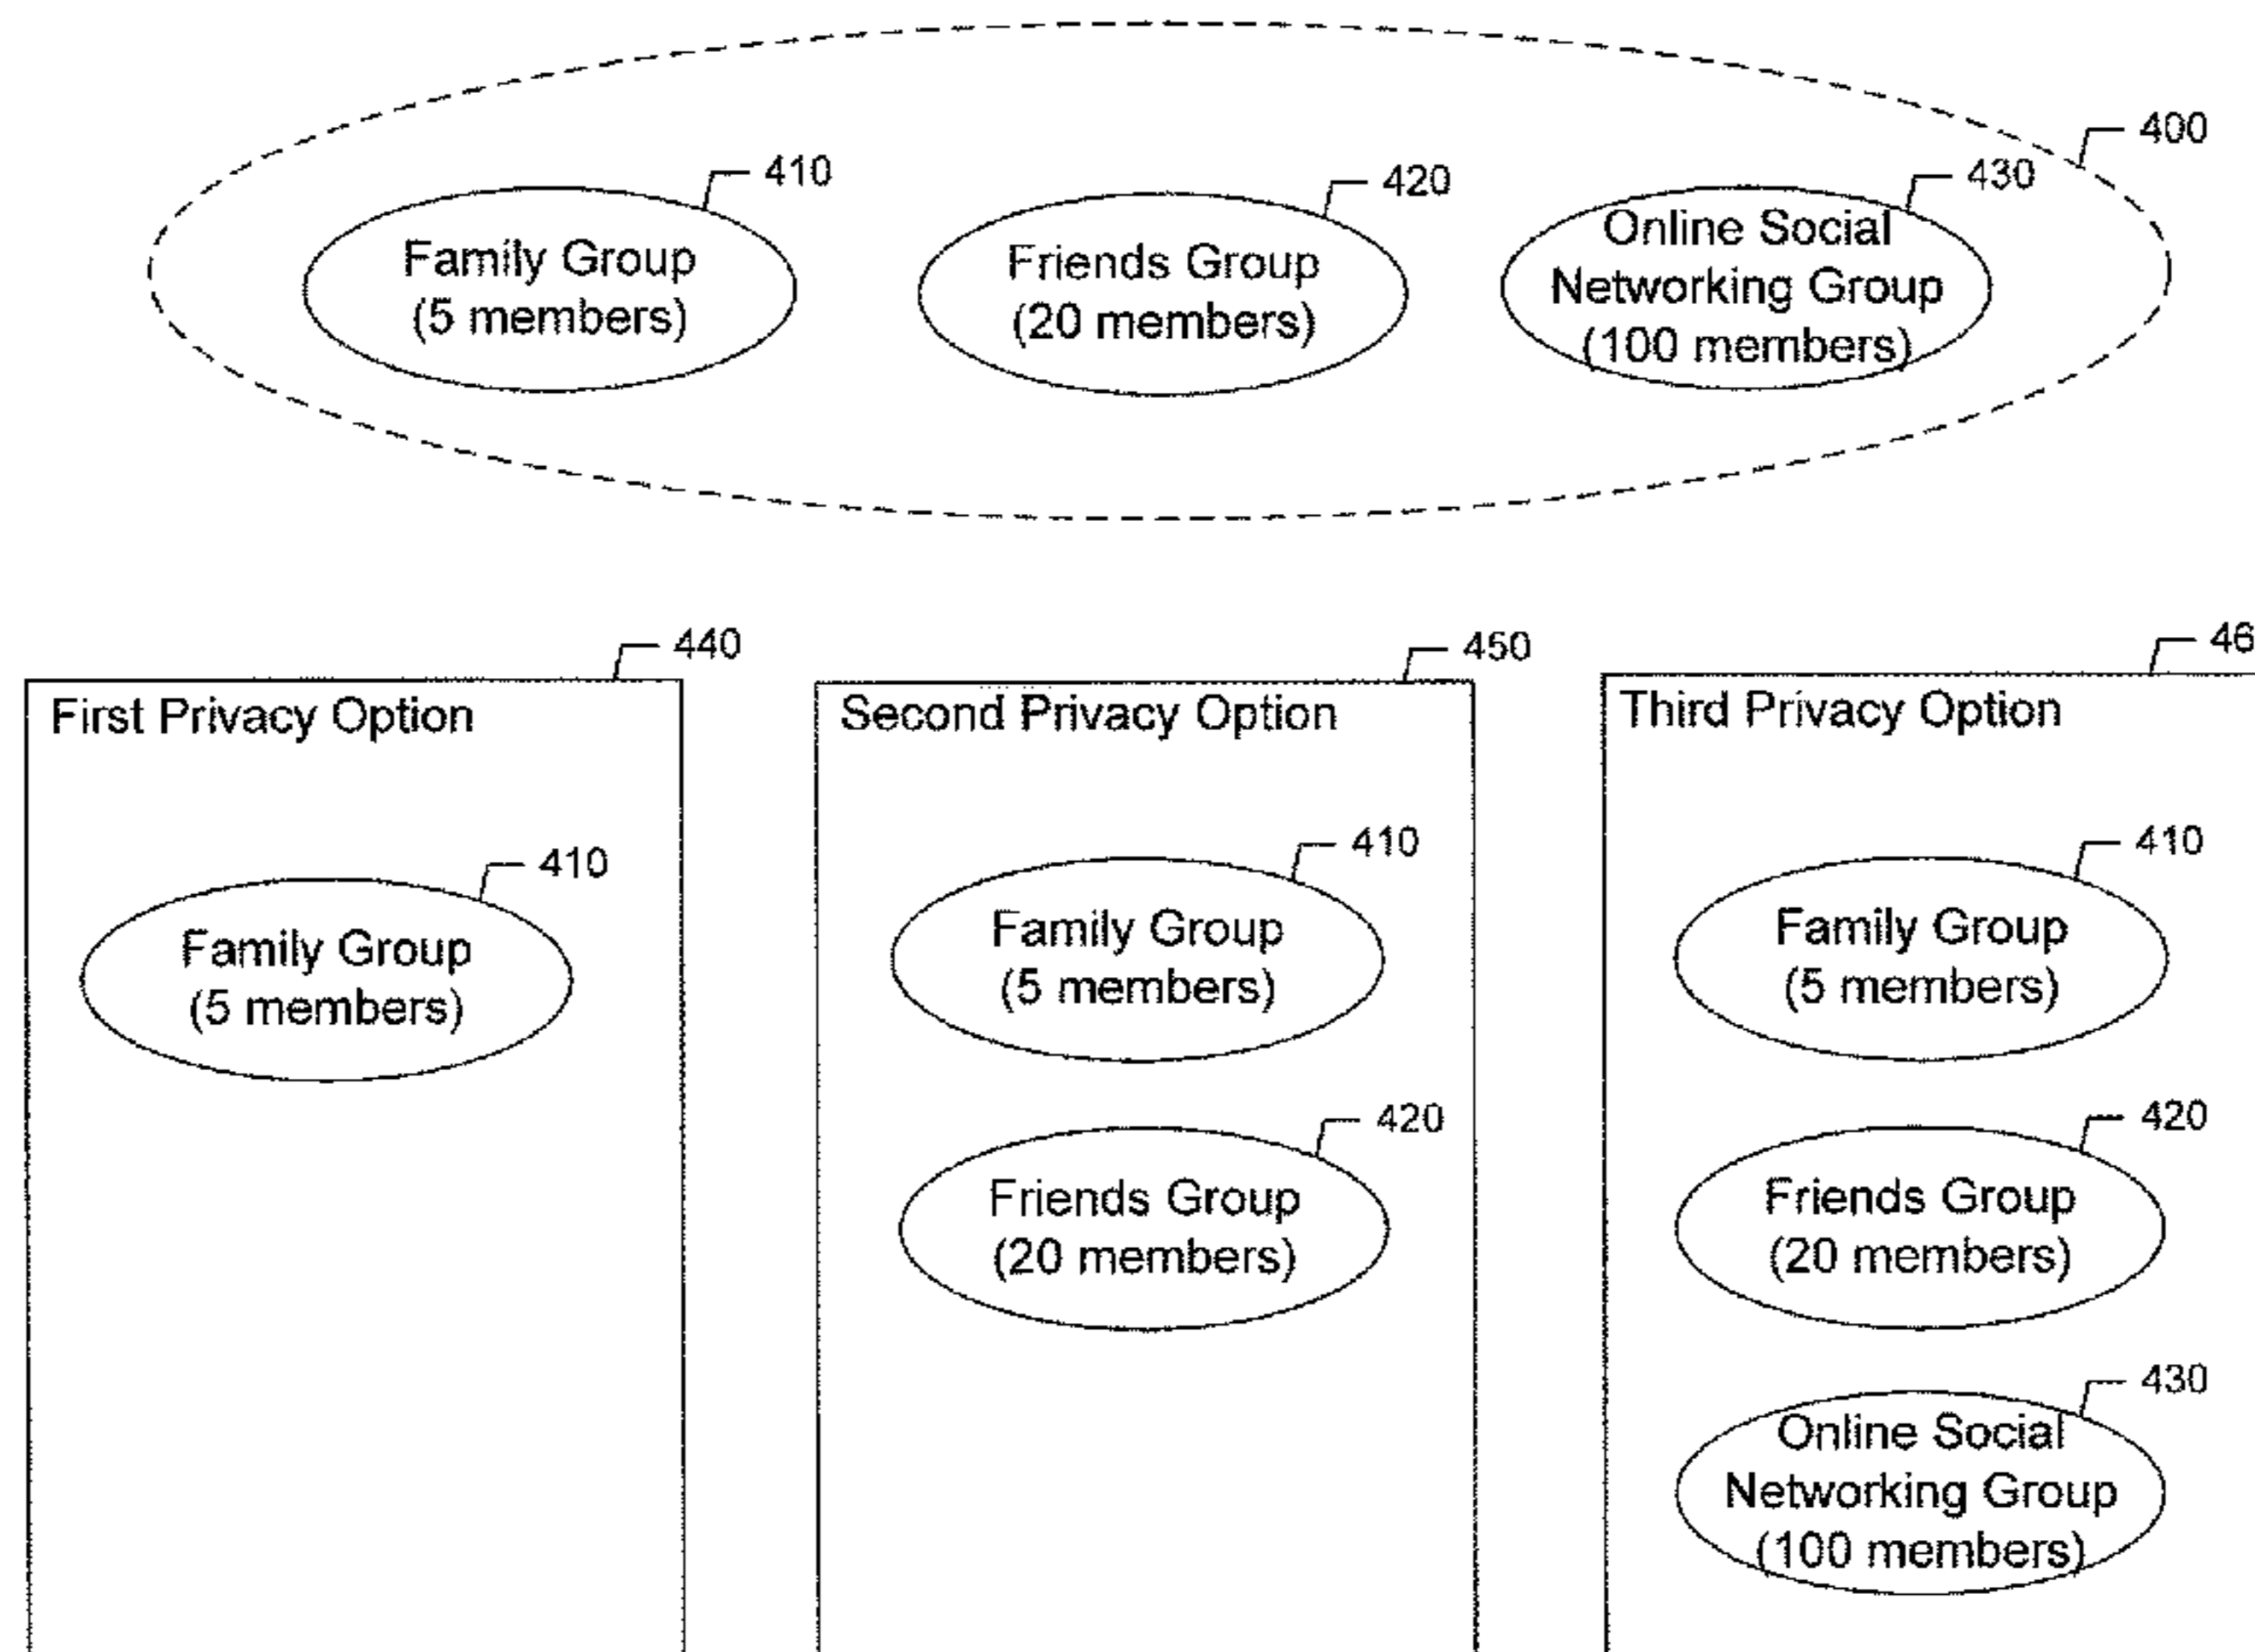 400
410
420
430
Family Group
(5 members)
Friends Group
(20 members)
Online Social
Networking Group
(100 members)
440
First Privacy Option
410
Family Group
(5 members)
450
Second Privacy Option
410
Family Group
(5 members)
420
Friends Group
(20 members)
46
Third Privacy Option
410
Family Group
(5 members)
420
Friends Group
(20 members)
430
Online Social
Networking Group
(100 members)